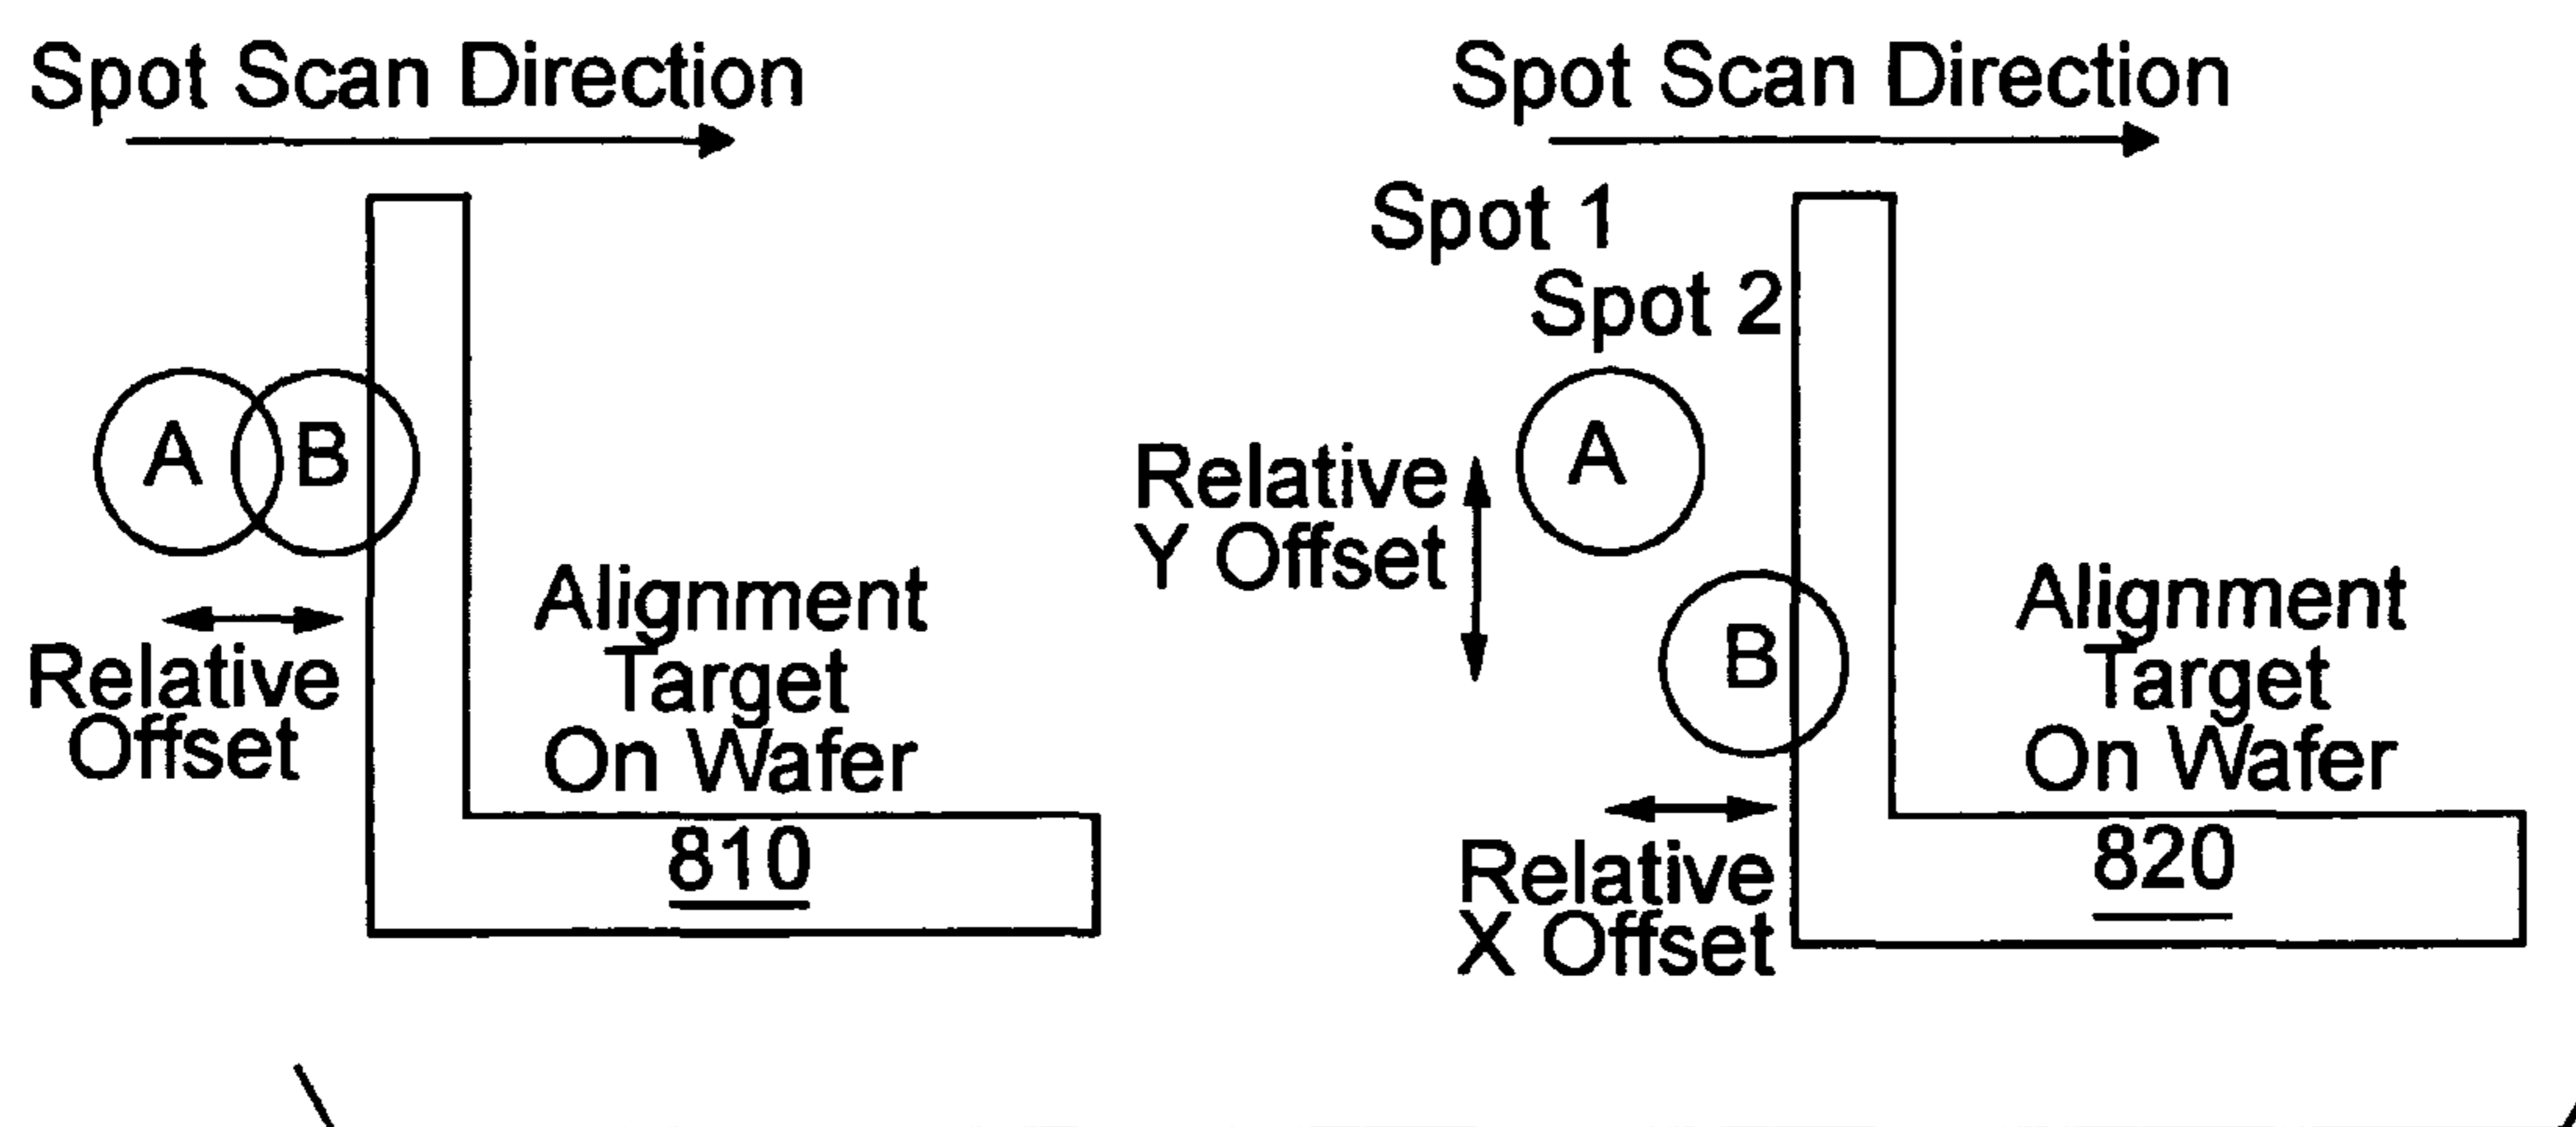 Spot Scan Direction
A
B
Relative
Offset
Alignment
Target
On Wafer
810
Spot Scan Direction
Spot 1
Spot 2
A
Relative
Y Offset
B
Relative
X Offset
Alignment
Target
On Wafer
820